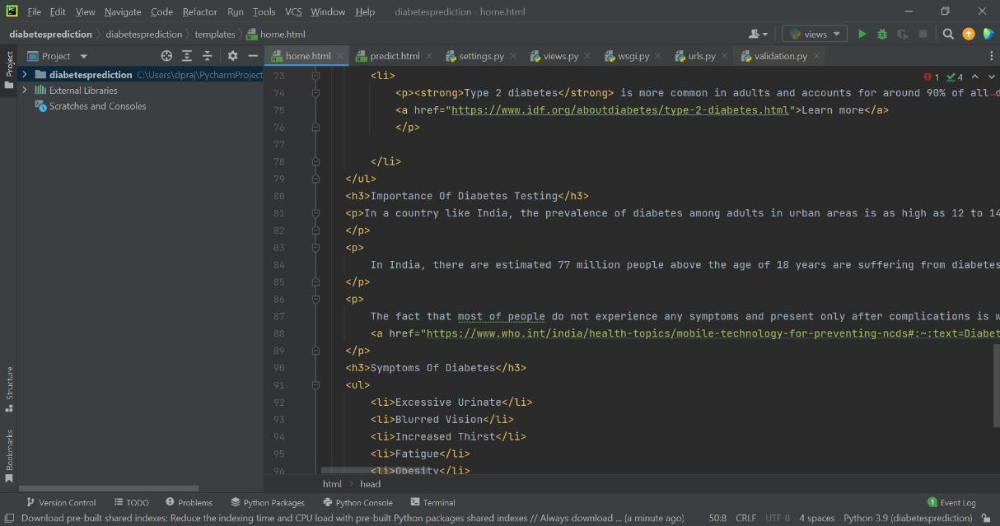 PC File Edit View Navigate Code Refactor Run Tools VCS Window Help diabetesprediction - home.html
diabetesprediction diabetesprediction templates home.html views
Project home.html predict.html settings.py views.py wsgi.py urls.py validation.py
Project
diabetesprediction C:\Users\dpraj\PycharmProject
External Libraries
Scratches and Consoles
1 4
73 <li>
74 <p><strong>Type 2 diabetes</strong> is more common in adults and accounts for around 90% of all d
75 <a href="https://www.idf.org/aboutdiabetes/type-2-diabetes.html">Learn more</a>
76 </p>
77
78 </li>
79 </ul>
80 <h3>Importance Of Diabetes Testing</h3>
81 <p>In a country like India, the prevalence of diabetes among adults in urban areas is as high as 12 to 14
82 </p>
83 <p>
84 In India, there are estimated 77 million people above the age of 18 years are suffering from diabetes
85 </p>
86 <p>
87 The fact that most of people do not experience any symptoms and present only after complications is w
88 <a href="https://www.who.int/india/health-topics/mobile-technology-for-preventing-ncds#:~:text=Diabet
89 </p>
90 <h3>Symptoms Of Diabetes</h3>
91 <ul>
92 <li>Excessive Urinate</li>
93 <li>Blurred Vision</li>
94 <li>Increased Thirst</li>
95 <li>Fatigue</li>
96 <li>Obesity</li>
html head
Structure
Bookmarks
Version Control TODO Problems Python Packages Python Console Terminal 1 Event Log
Download pre-built shared indexes: Reduce the indexing time and CPU load with pre-built Python packages shared indexes // Always download ... (a minute ago) 50:8 CRLF UTF-8 4 spaces Python 3.9 (diabetesprediction)